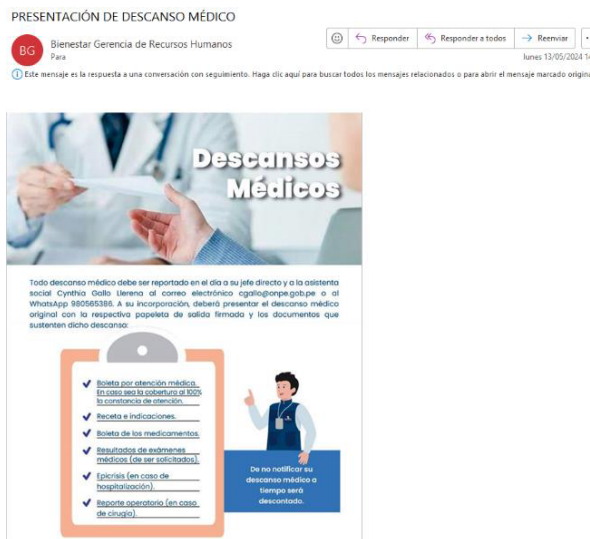 PRESENTACIÓN DE DESCANSO MÉDICO
BG
Bienestar Gerencia de Recursos Humanos
Para
Responder
Responder a todos
Reenviar
lunes 13/05/2024
Este mensaje es la respuesta a una conversación con seguimiento. Haga clic aquí para buscar todos los mensajes relacionados o para abrir el mensaje marcado
Descansos
Médicos
Todo descanso médico debe ser reportado en el día a su jefe directo y a la asistenta
social Cynthia Gallo Llerena al correo electrónico cgallo@onpe.gob.pe o al
WhatsApp 980565386. A su incorporación, deberá presentar el descanso médico
original con la respectiva papeleta de salida firmada y los documentos que
sustenten dicho descanso:
Boleta por atención médica.
En caso sea la cobertura al 100%
la constancia de atención.
Receta e indicaciones.
Boleta de los medicamentos.
Resultados de exámenes
médicos (de ser solicitados).
Epicrisis (en caso de
hospitalización).
Reporte operatorio (en caso
de cirugía).
De no notificar su
descanso médico a
tiempo será
descontado.